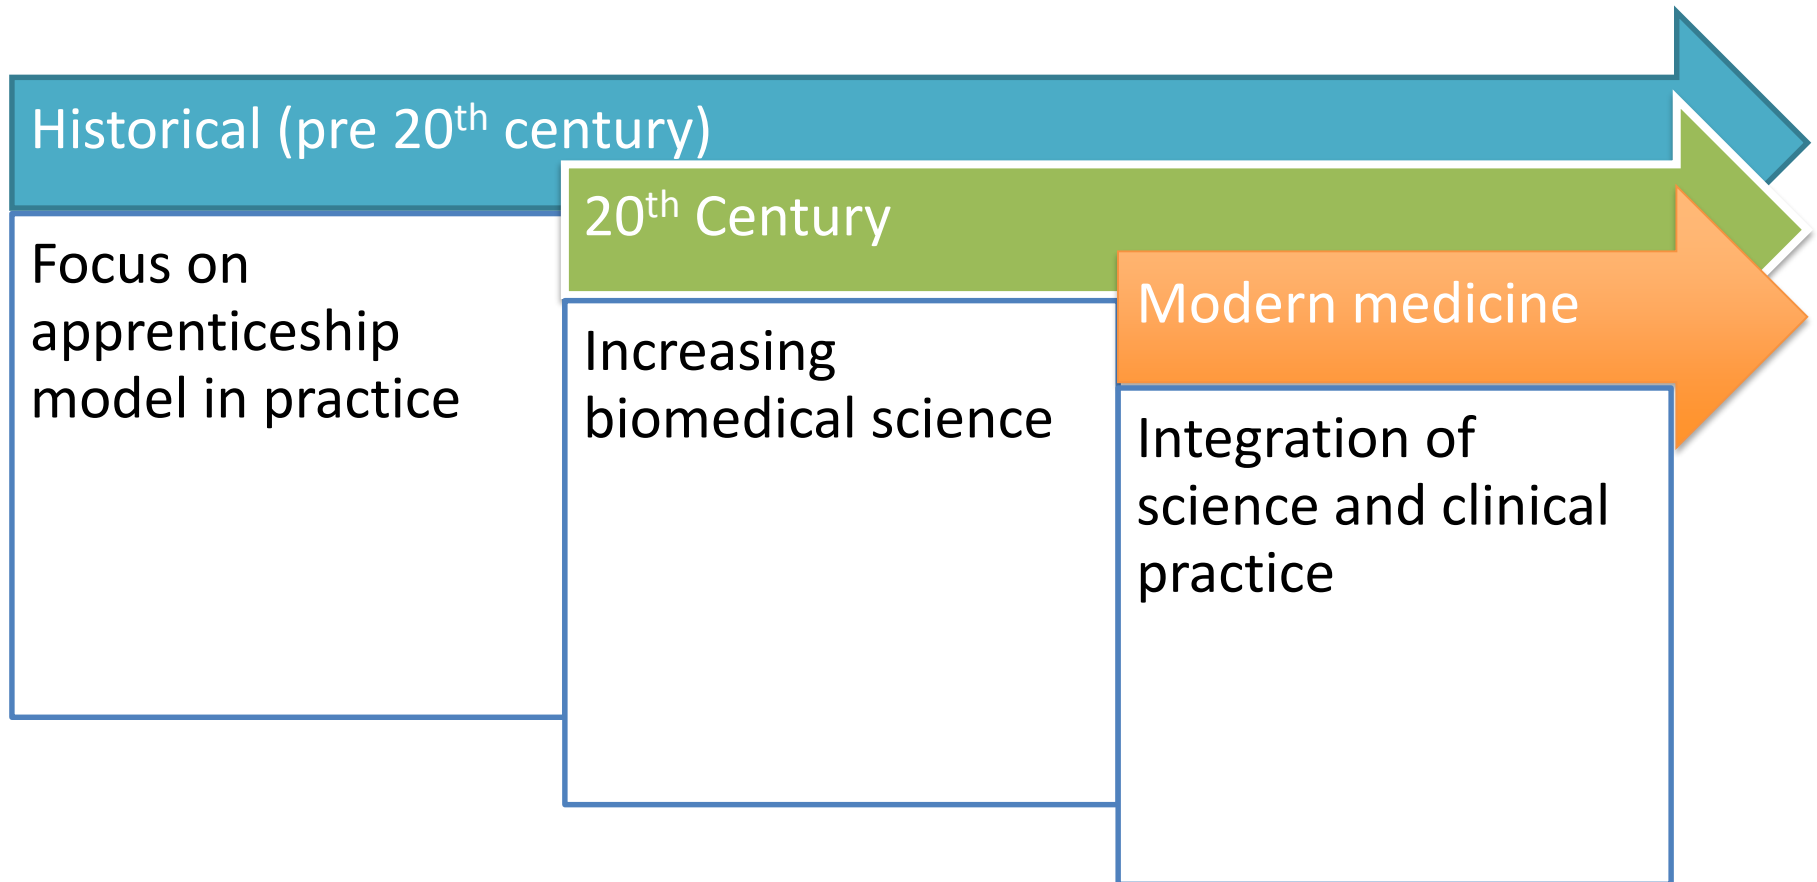 Historical (pre 20th century)
Focus on
apprenticeship
model in practice
20th Century
Increasing
biomedical science
Modern medicine
Integration of
science and clinical
practice